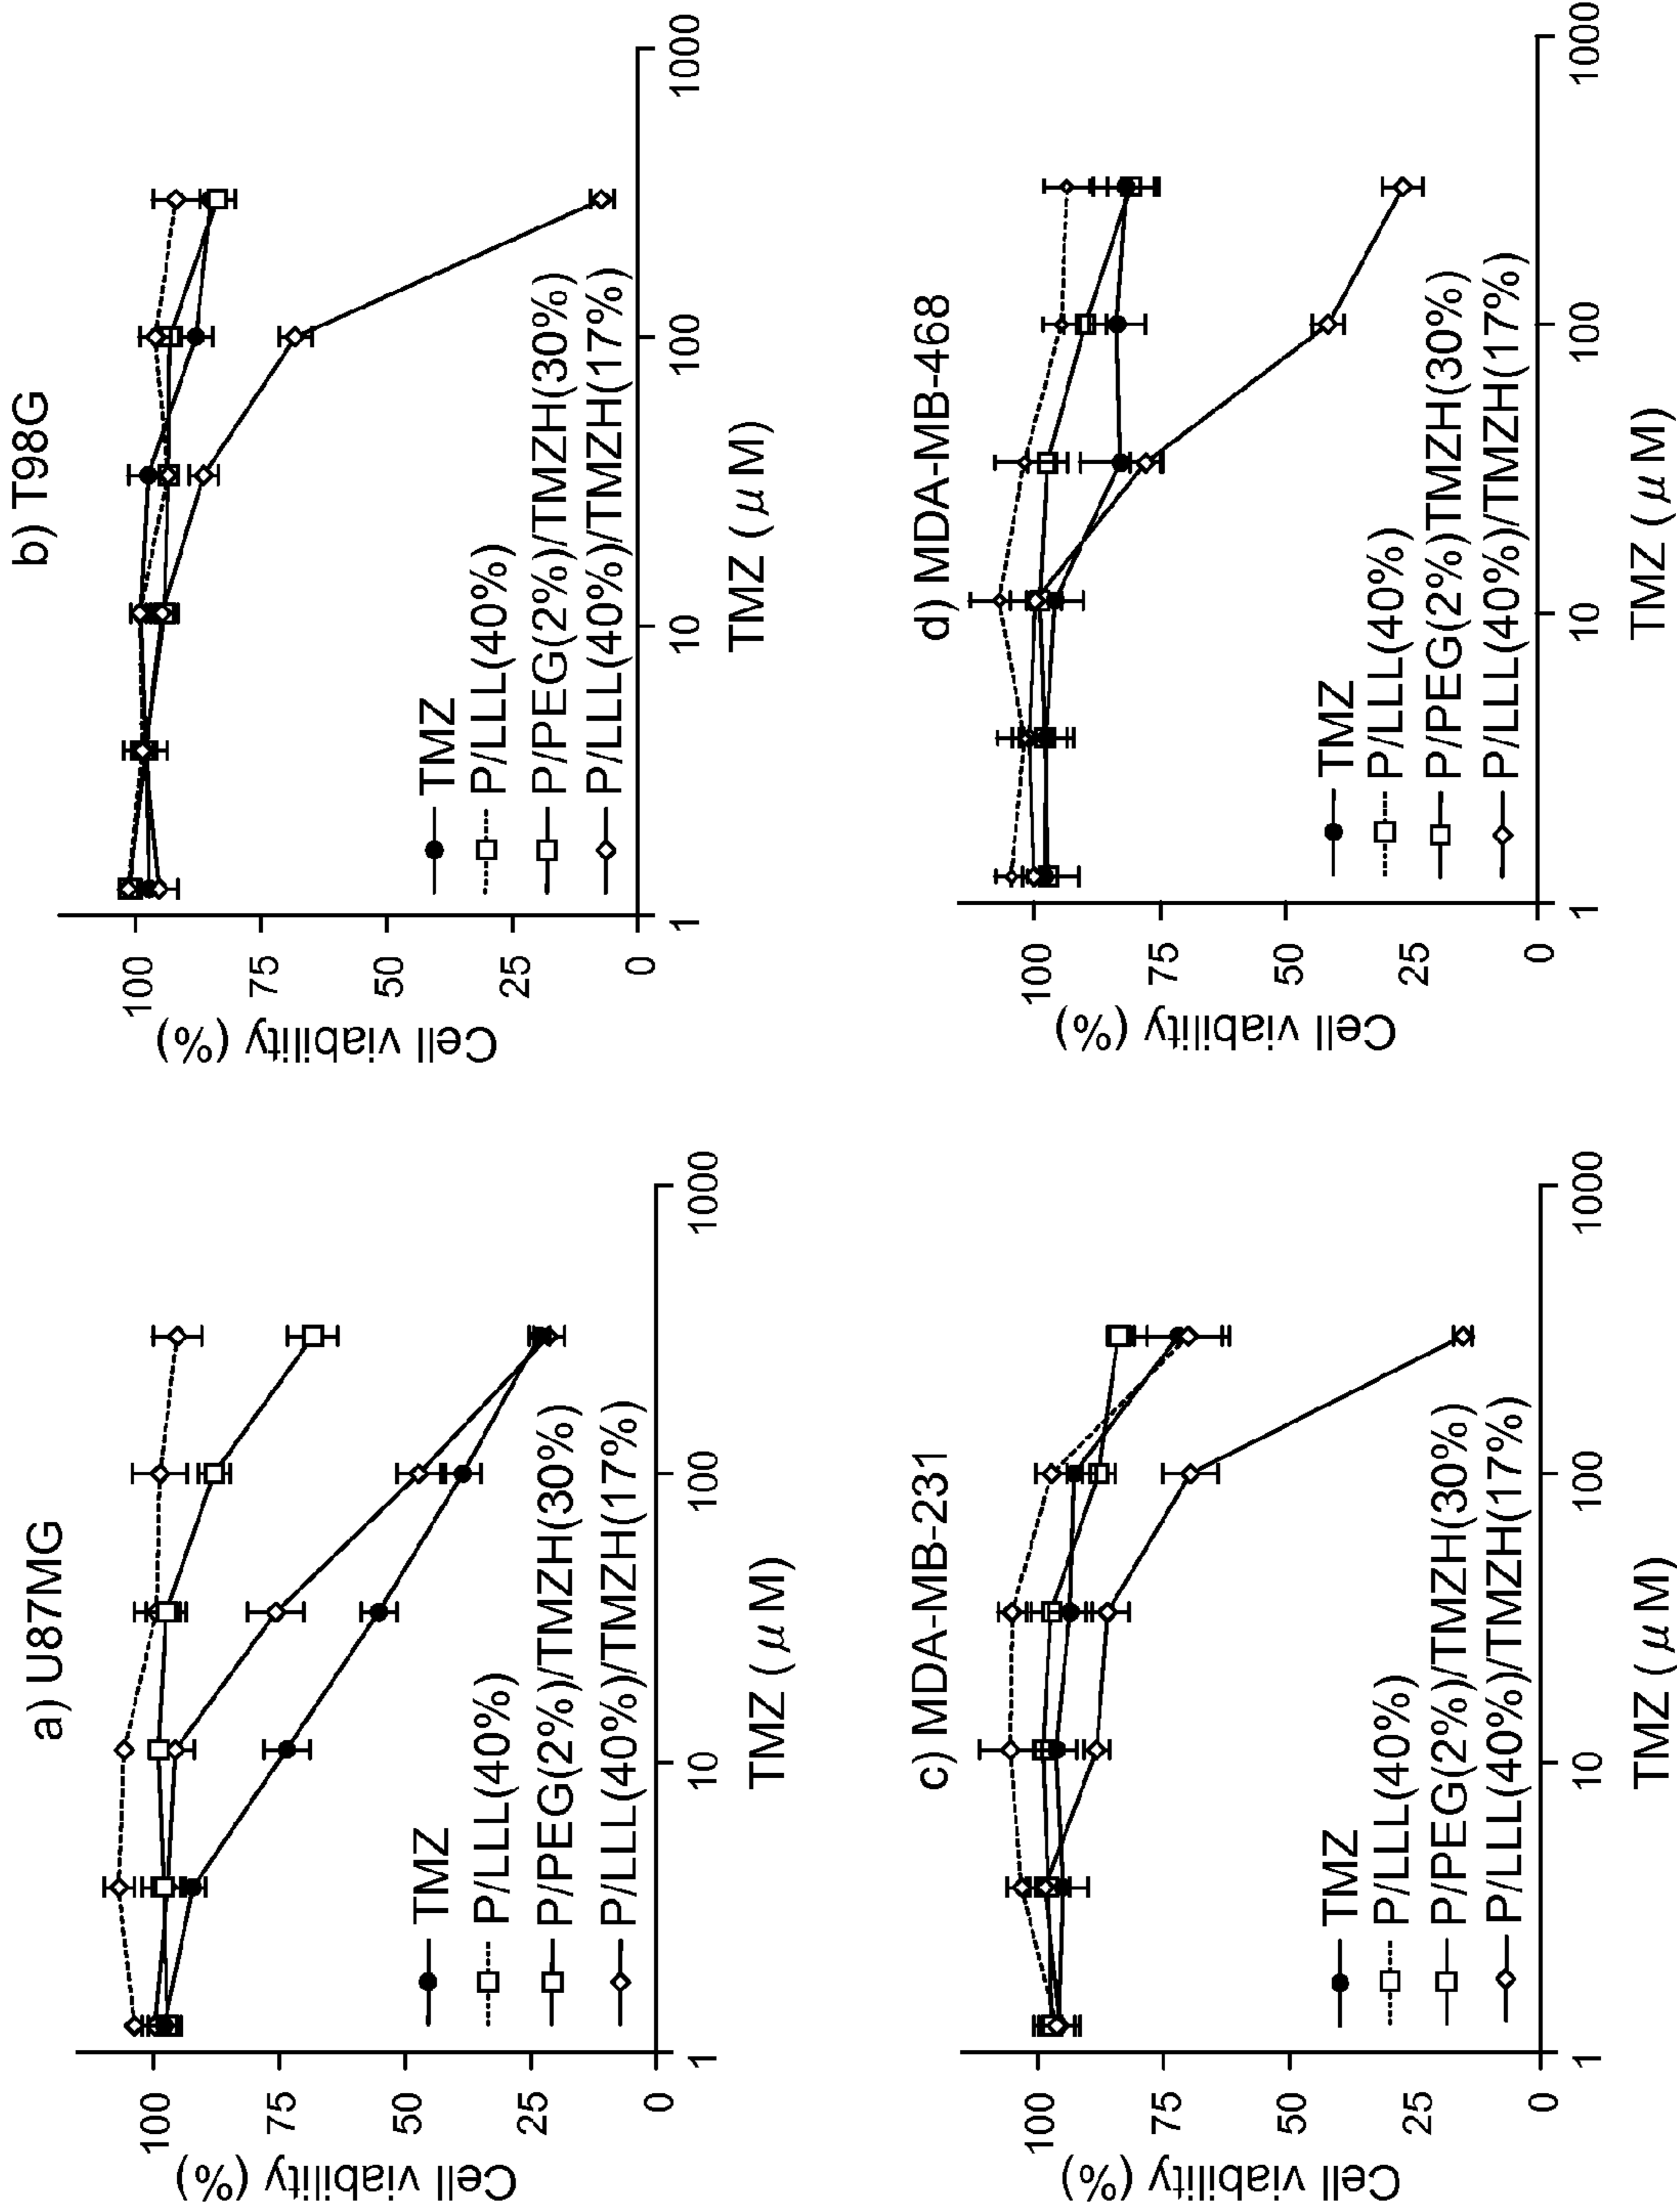 a) U87MG
Cell viability (%)
100
75
50
25
0
TMZ
P/LLL(40%)
P/PEG(2%)/TMZH(30%)
P/LLL(40%)/TMZH(17%)
1
10
100
1000
TMZ (μM)
b) T98G
Cell viability (%)
100
75
50
25
0
TMZ
P/LLL(40%)
P/PEG(2%)/TMZH(30%)
P/LLL(40%)/TMZH(17%)
1
10
100
1000
TMZ (μM)
c) MDA-MB-231
Cell viability (%)
100
75
50
25
0
TMZ
P/LLL(40%)
P/PEG(2%)/TMZH(30%)
P/LLL(40%)/TMZH(17%)
1
10
100
1000
TMZ (μM)
d) MDA-MB-468
Cell viability (%)
100
75
50
25
0
TMZ
P/LLL(40%)
P/PEG(2%)TMZH(30%)
P/LLL(40%)/TMZH(17%)
1
10
100
1000
TMZ (μM)